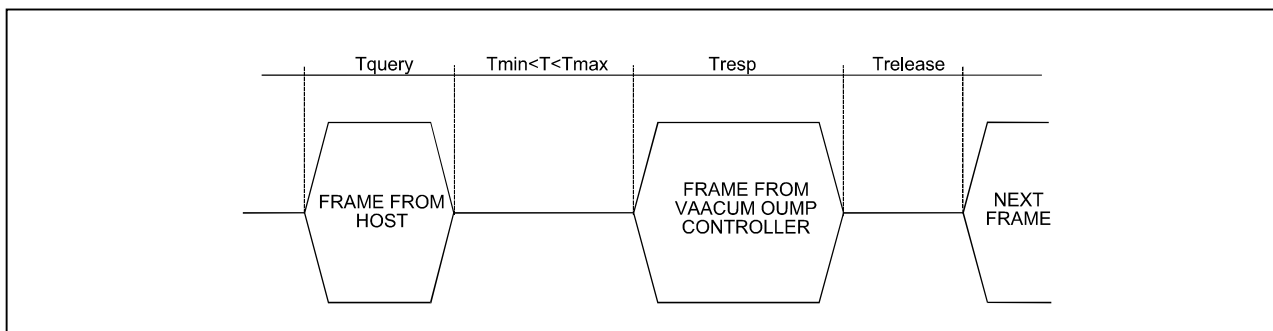 Tquery Tmin<T<Tmax Tresp Trelease
FRAME FROM
HOST
FRAME FROM
VAACUM OUMP
CONTROLLER
NEXT
FRAME